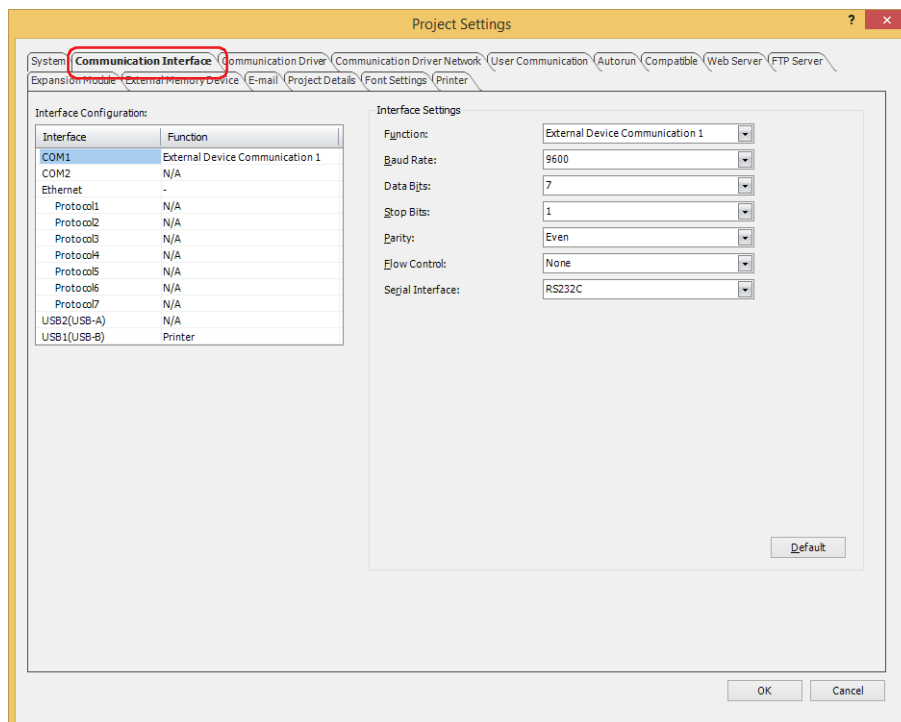 Project Settings
?
×
System Communication Interface Communication Driver Communication Driver Network User Communication Autorun Compatible Web Server FTP Server
Expansion Module External Memory Device E-mail Project Details Font Settings Printer
Interface Configuration:
Interface Function
COM1 External Device Communication 1
COM2 N/A
Ethernet -
Protocol1 N/A
Protocol2 N/A
Protocol3 N/A
Protocol4 N/A
Protocol5 N/A
Protocol6 N/A
Protocol7 N/A
USB2(USB-A) N/A
USB1(USB-B) Printer
Interface Settings
Function: External Device Communication 1
Baud Rate: 9600
Data Bits: 7
Stop Bits: 1
Parity: Even
Flow Control: None
Serial Interface: RS232C
Default
OK Cancel